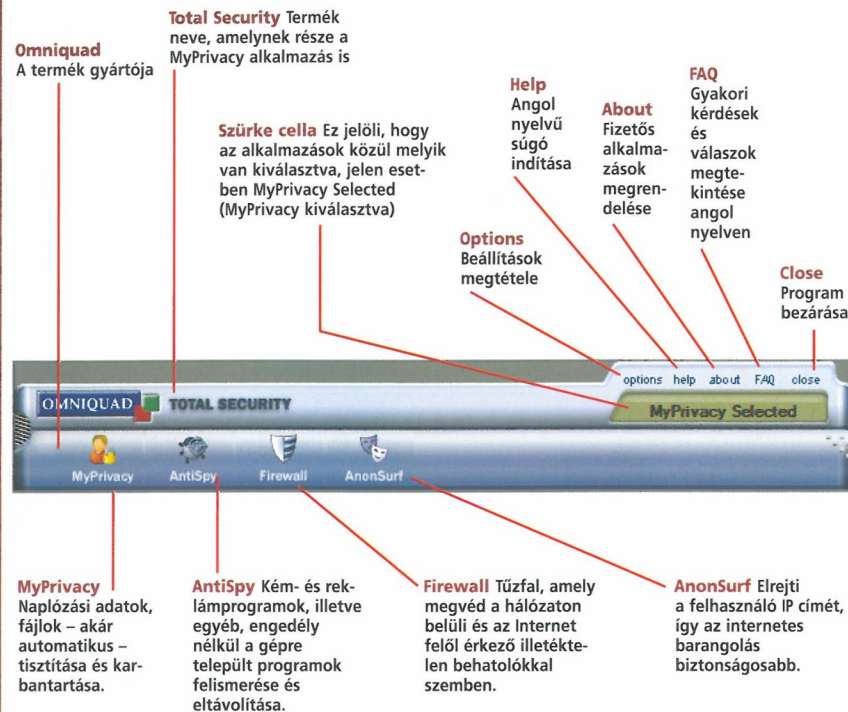 Omniquad
A termék gyártója
Total Security Termék
neve, amelynek része a
MyPrivacy alkalmazás is
Szürke cella Ez jelöli, hogy
az alkalmazások közül melyik
van kiválasztva, jelen eset-
ben MyPrivacy Selected
(MyPrivacy kiválasztva)
Options
Beállítások
megtétele
Help
Angol
nyelvű
súgó
indítása
About
Fizetős
alkalma-
zások
megren-
delése
FAQ
Gyakori
kérdések
és
válaszok
megte-
kintése
angol
nyelven
Close
Program
bezárása
options help about FAQ close
OMNIQUAD TOTAL SECURITY
MyPrivacy Selected
MyPrivacy AntiSpy Firewall AnonSurf
MyPrivacy
Naplózási adatok,
fájlok – akár
automatikus –
tisztítása és kar-
bantartása.
AntiSpy Kém- és rek-
lámprogramok, illetve
egyéb, engedély
nélkül a gépre
települt programok
felismerése és
eltávolítása.
Firewall Tűzfal, amely
megvéd a hálózaton
belüli és az Internet
felől érkező illetékte-
len behatolókkal
szemben.
AnonSurf Elrejti
a felhasználó IP címét,
így az internetes
barangolás
biztonságosabb.